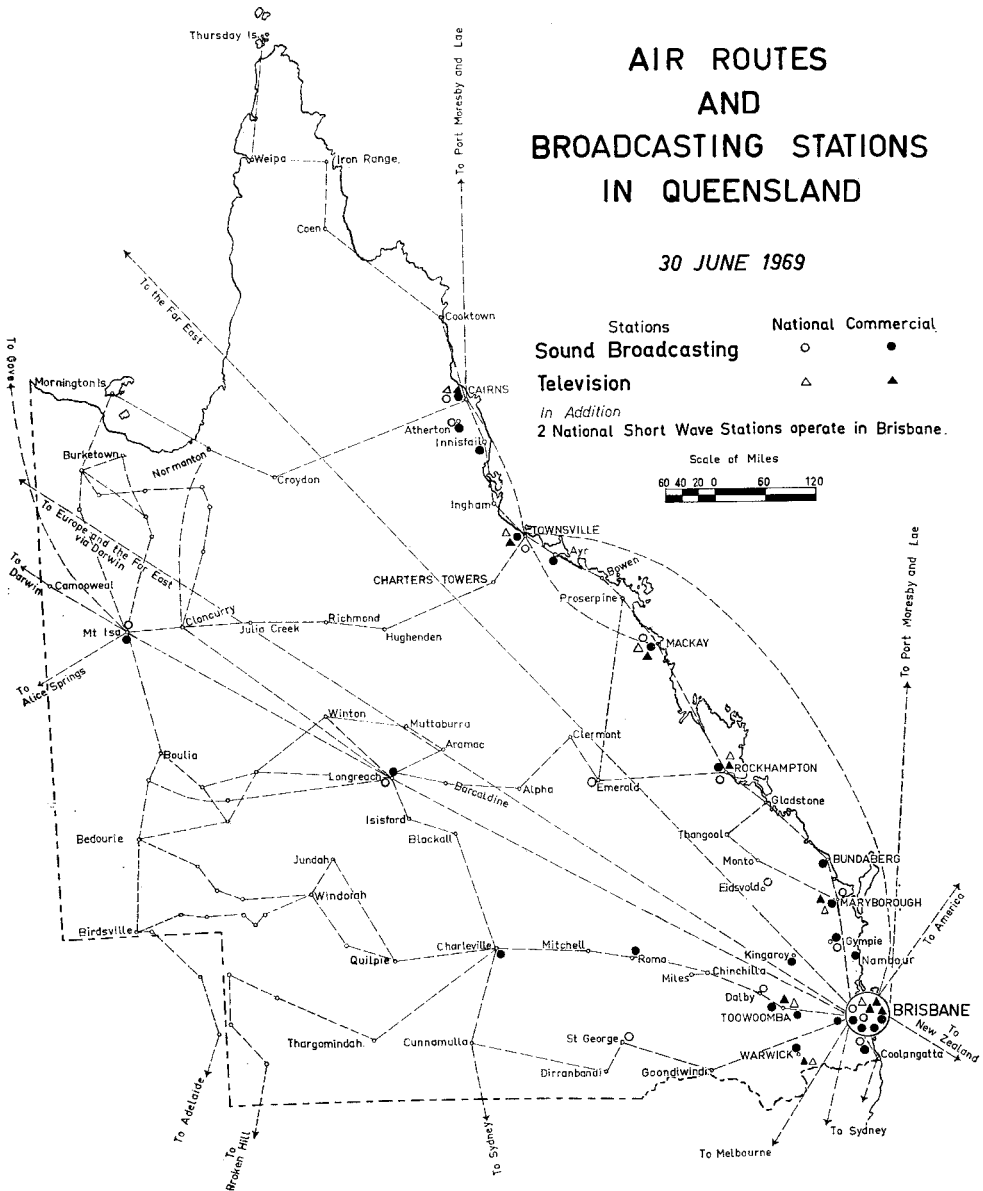 AIR ROUTES
AND
BROADCASTING STATIONS
IN QUEENSLAND
30 JUNE 1969
Stations National Commercial
Sound Broadcasting
Television
In Addition
2 National Short Wave Stations operate in Brisbane.
Scale of Miles
60 40 20 0 60 120
Thursday Is.
To Port Moresby and Lae
Weipa
Iron Range.
Coen
To the Far East
Cooktown
To Gove
Mornington Is.
CAIRNS
Atherton
Innisfail
Burketown
Normanton
Croydon
Ingham
To Europe and the Far East
via Darwin
TOWNSVILLE
Ayr
Bowen
To Port Moresby and Lae
To
Darwin
Camooweal
CHARTERS TOWERS
Proserpine
Mt Isa
Cloncurry
Julia Creek
Richmond
Hughenden
MACKAY
To
Alice Springs
Winton
Muttaburra
Aramac
Clermont
Boulia
Longreach
Barcaldine
Alpha
Emerald
ROCKHAMPTON
Gladstone
Isisford
Blackall
Thangool
Bedourie
Jundah
Monto
BUNDABERG
Eidsvold
Windorah
MARYBOROUGH
To America
Birdsville
Quilpie
Charleville
Mitchell
Roma
Kingaroy
Gympie
Nambour
Miles
Chinchilla
Dalby
TOOWOOMBA
BRISBANE
To
New Zealand
Thargomindah
Cunnamulla
St George
Dirranbandi
Goondiwindi
WARWICK
Coolangatta
To Adelaide
To
Broken Hill
To Sydney
To Melbourne
To Sydney